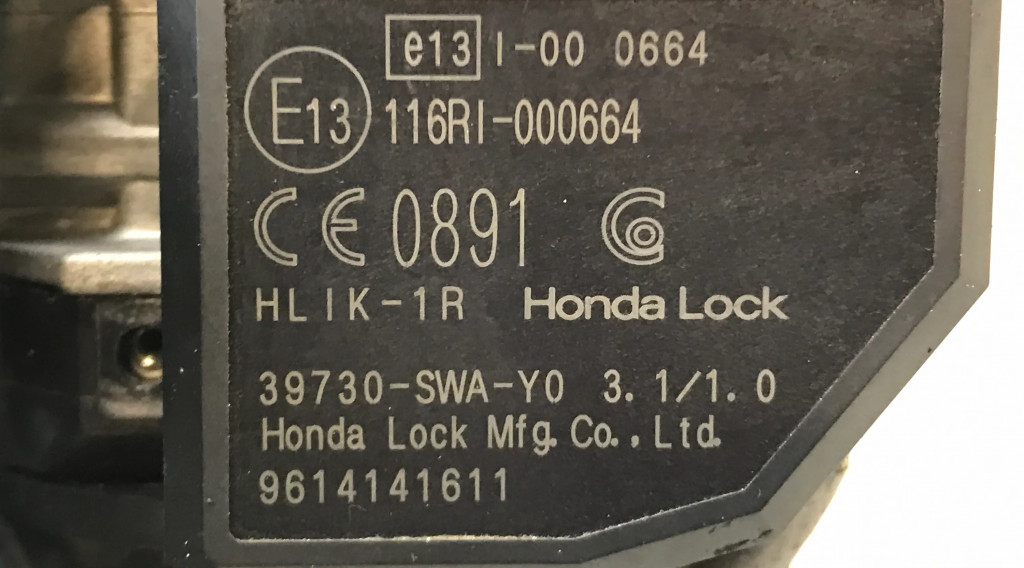 e13 I-00 0664
E13 116RI-000664
CE 0891
HLIK-1R Honda Lock
39730-SWA-Y0 3.1/1.0
Honda Lock Mfg.Co.,Ltd.
9614141611